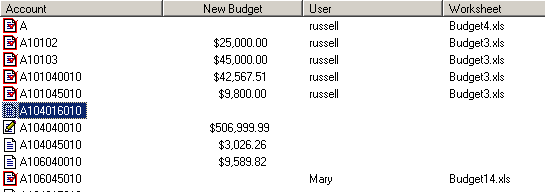 Account New Budget User Worksheet
A russell Budget4.xls
A10102 $25,000.00 russell Budget3.xls
A10103 $45,000.00 russell Budget3.xls
A101040010 $42,567.51 russell Budget3.xls
A101045010 $9,800.00 russell Budget3.xls
A104016010
A104040010 $506,999.99
A104045010 $3,026.26
A106040010 $9,589.82
A106045010 Mary Budget14.xls